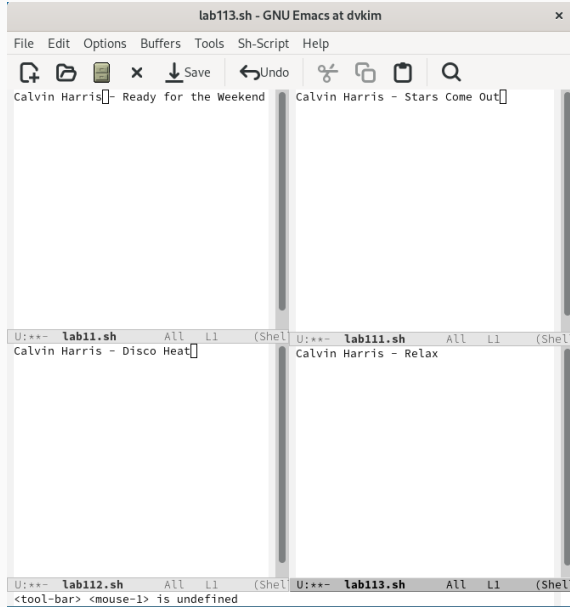 lab113.sh - GNU Emacs at dvkim ×
File Edit Options Buffers Tools Sh-Script Help
Save Undo
Calvin Harris - Ready for the Weekend
U:**- lab11.sh All L1 (Shel
Calvin Harris - Stars Come Out
U:**- lab111.sh All L1 (Shel
Calvin Harris - Disco Heat
U:**- lab112.sh All L1 (Shel
Calvin Harris - Relax
U:**- lab113.sh All L1 (Shel
<tool-bar> <mouse-1> is undefined